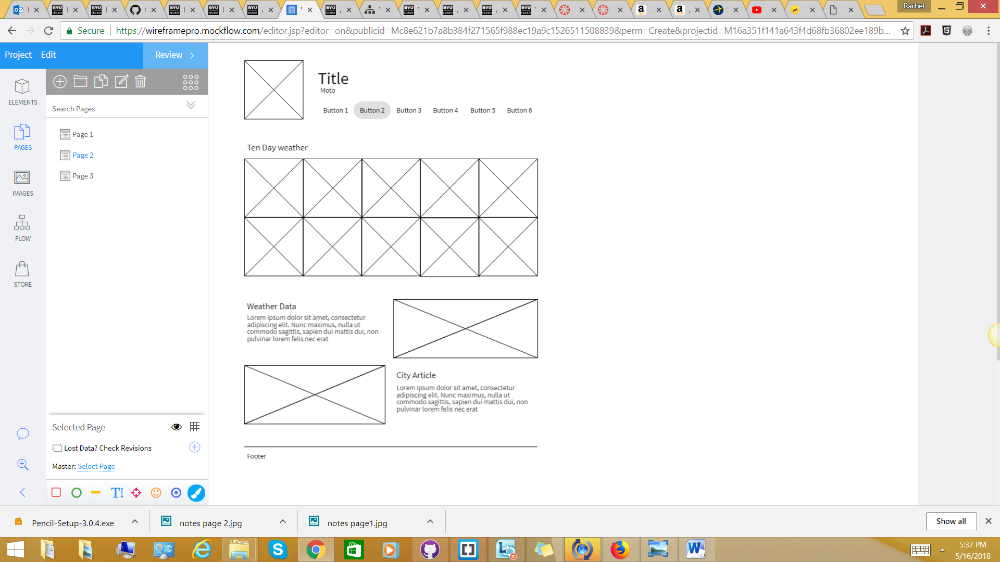 Rachel
Secure
https://wireframepro.mockflow.com/editor.jsp?editor=on&publicid=Mc8e621b7a8b384f271565f988ec19a9c1526511508839&perm=Create&projectid=M16a351f141a643f4d68fb36802ee189b...
Project Edit Review
ELEMENTS
PAGES
IMAGES
FLOW
STORE
Search Pages
Page 1
Page 2
Page 3
Selected Page
Lost Data? Check Revisions
Master: Select Page
Title
Moto
Button 1 Button 2 Button 3 Button 4 Button 5 Button 6
Ten Day weather
Weather Data
Lorem ipsum dolor sit amet, consectetur
adipiscing elit. Nunc maximus, nulla ut
commodo sagittis, sapien dui mattis dui, non
pulvinar lorem felis nec erat
City Article
Lorem ipsum dolor sit amet, consectetur
adipiscing elit. Nunc maximus, nulla ut
commodo sagittis, sapien dui mattis dui, non
pulvinar lorem felis nec erat
Footer
Pencil-Setup-3.0.4.exe
notes page 2.jpg
notes page1.jpg
Show all
5:37 PM
5/16/2018